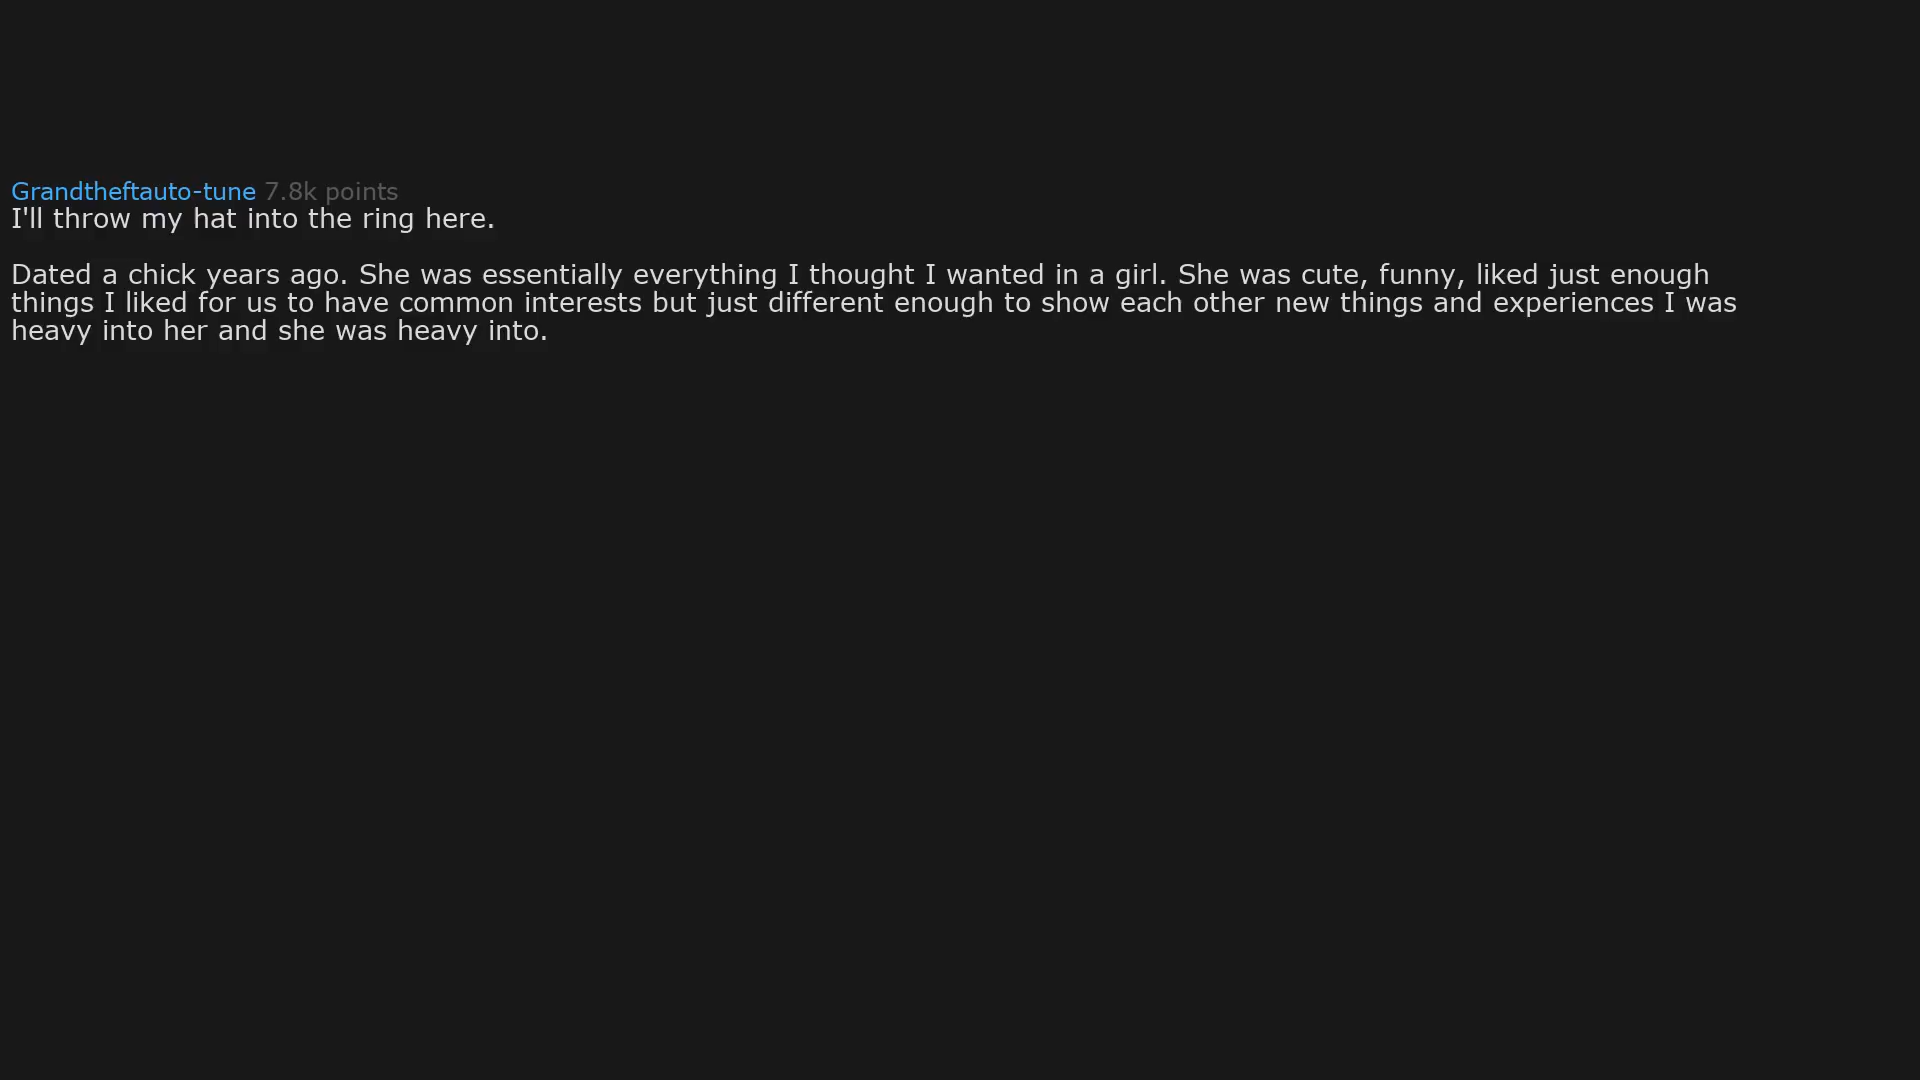 Grandtheftauto-tune 7.8k points
I'll throw my hat into the ring here.
Dated a chick years ago. She was essentially everything I thought I wanted in a girl. She was cute, funny, liked just enough
things I liked for us to have common interests but just different enough to show each other new things and experiences I was
heavy into her and she was heavy into.